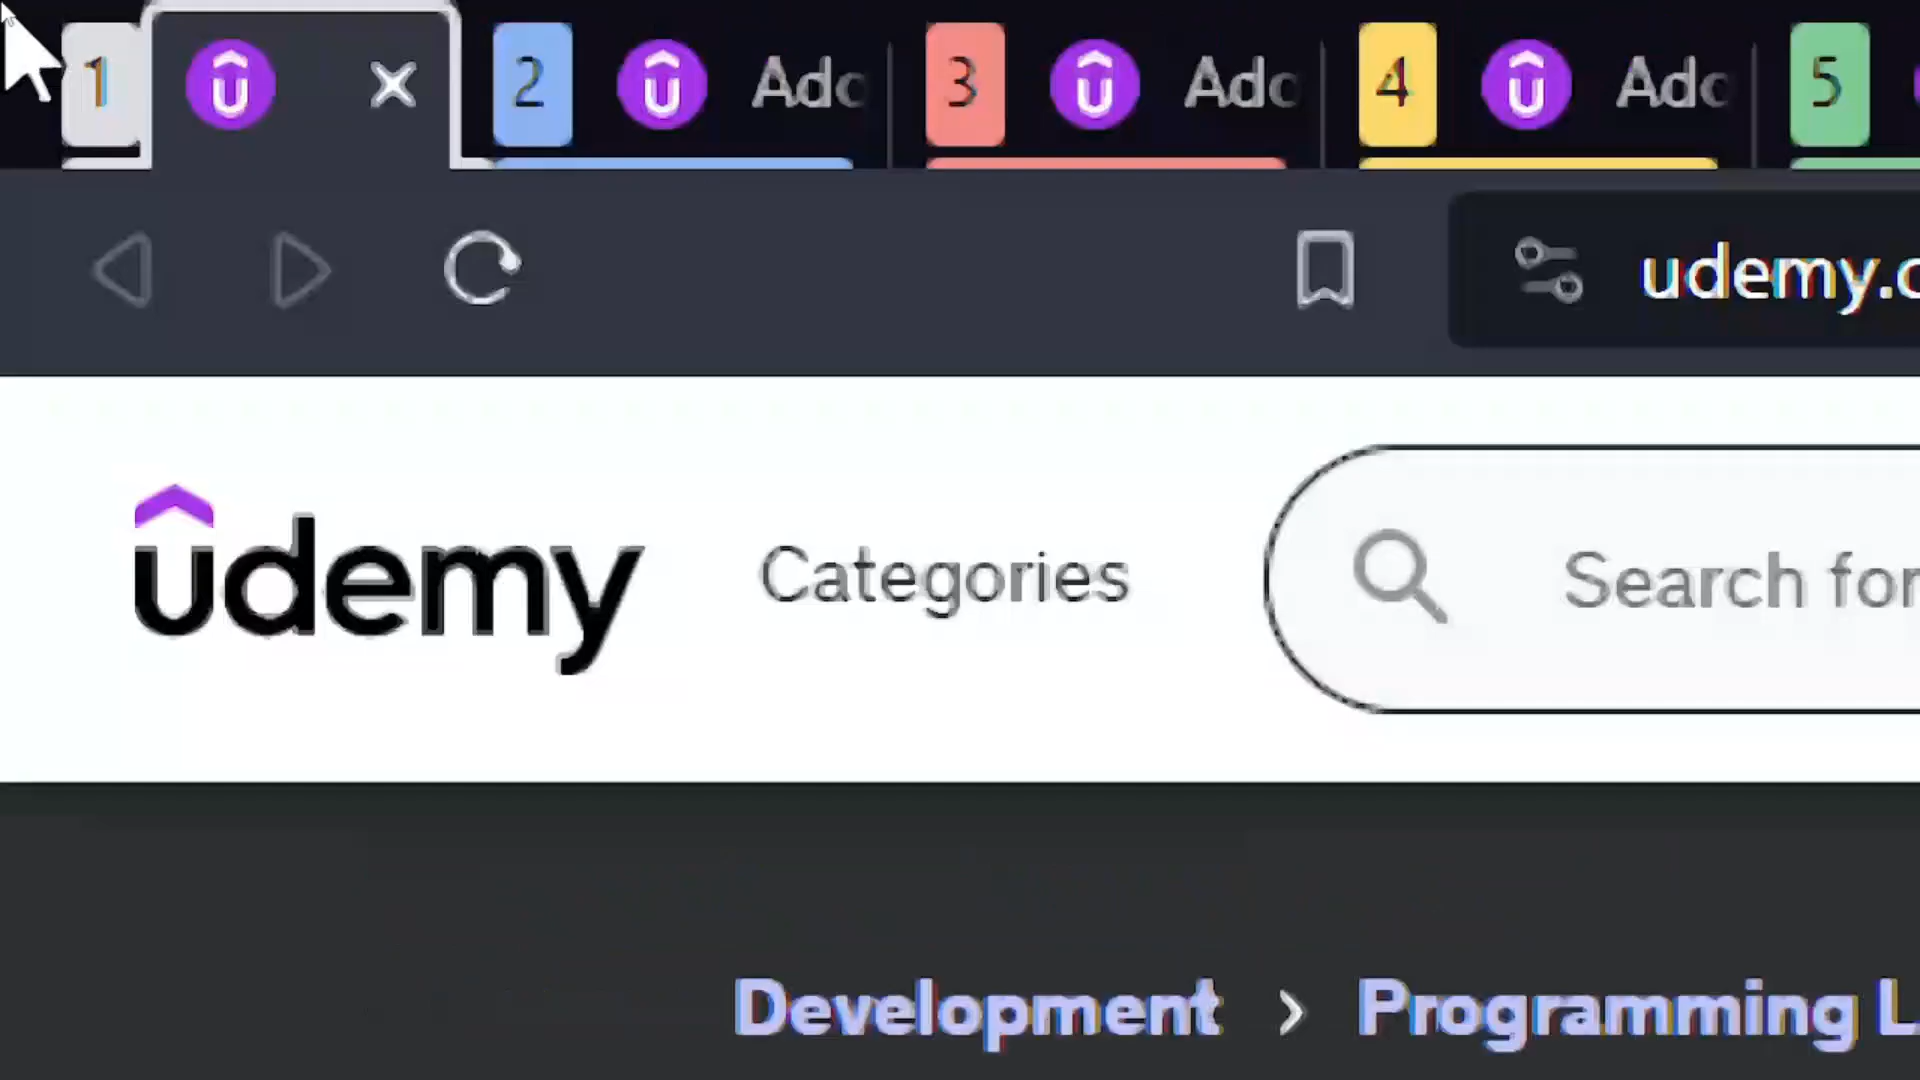 1 2 Adc 3 Adc 4 Adc 5
udemy.c
udemy Categories Search for
Development > Programming L